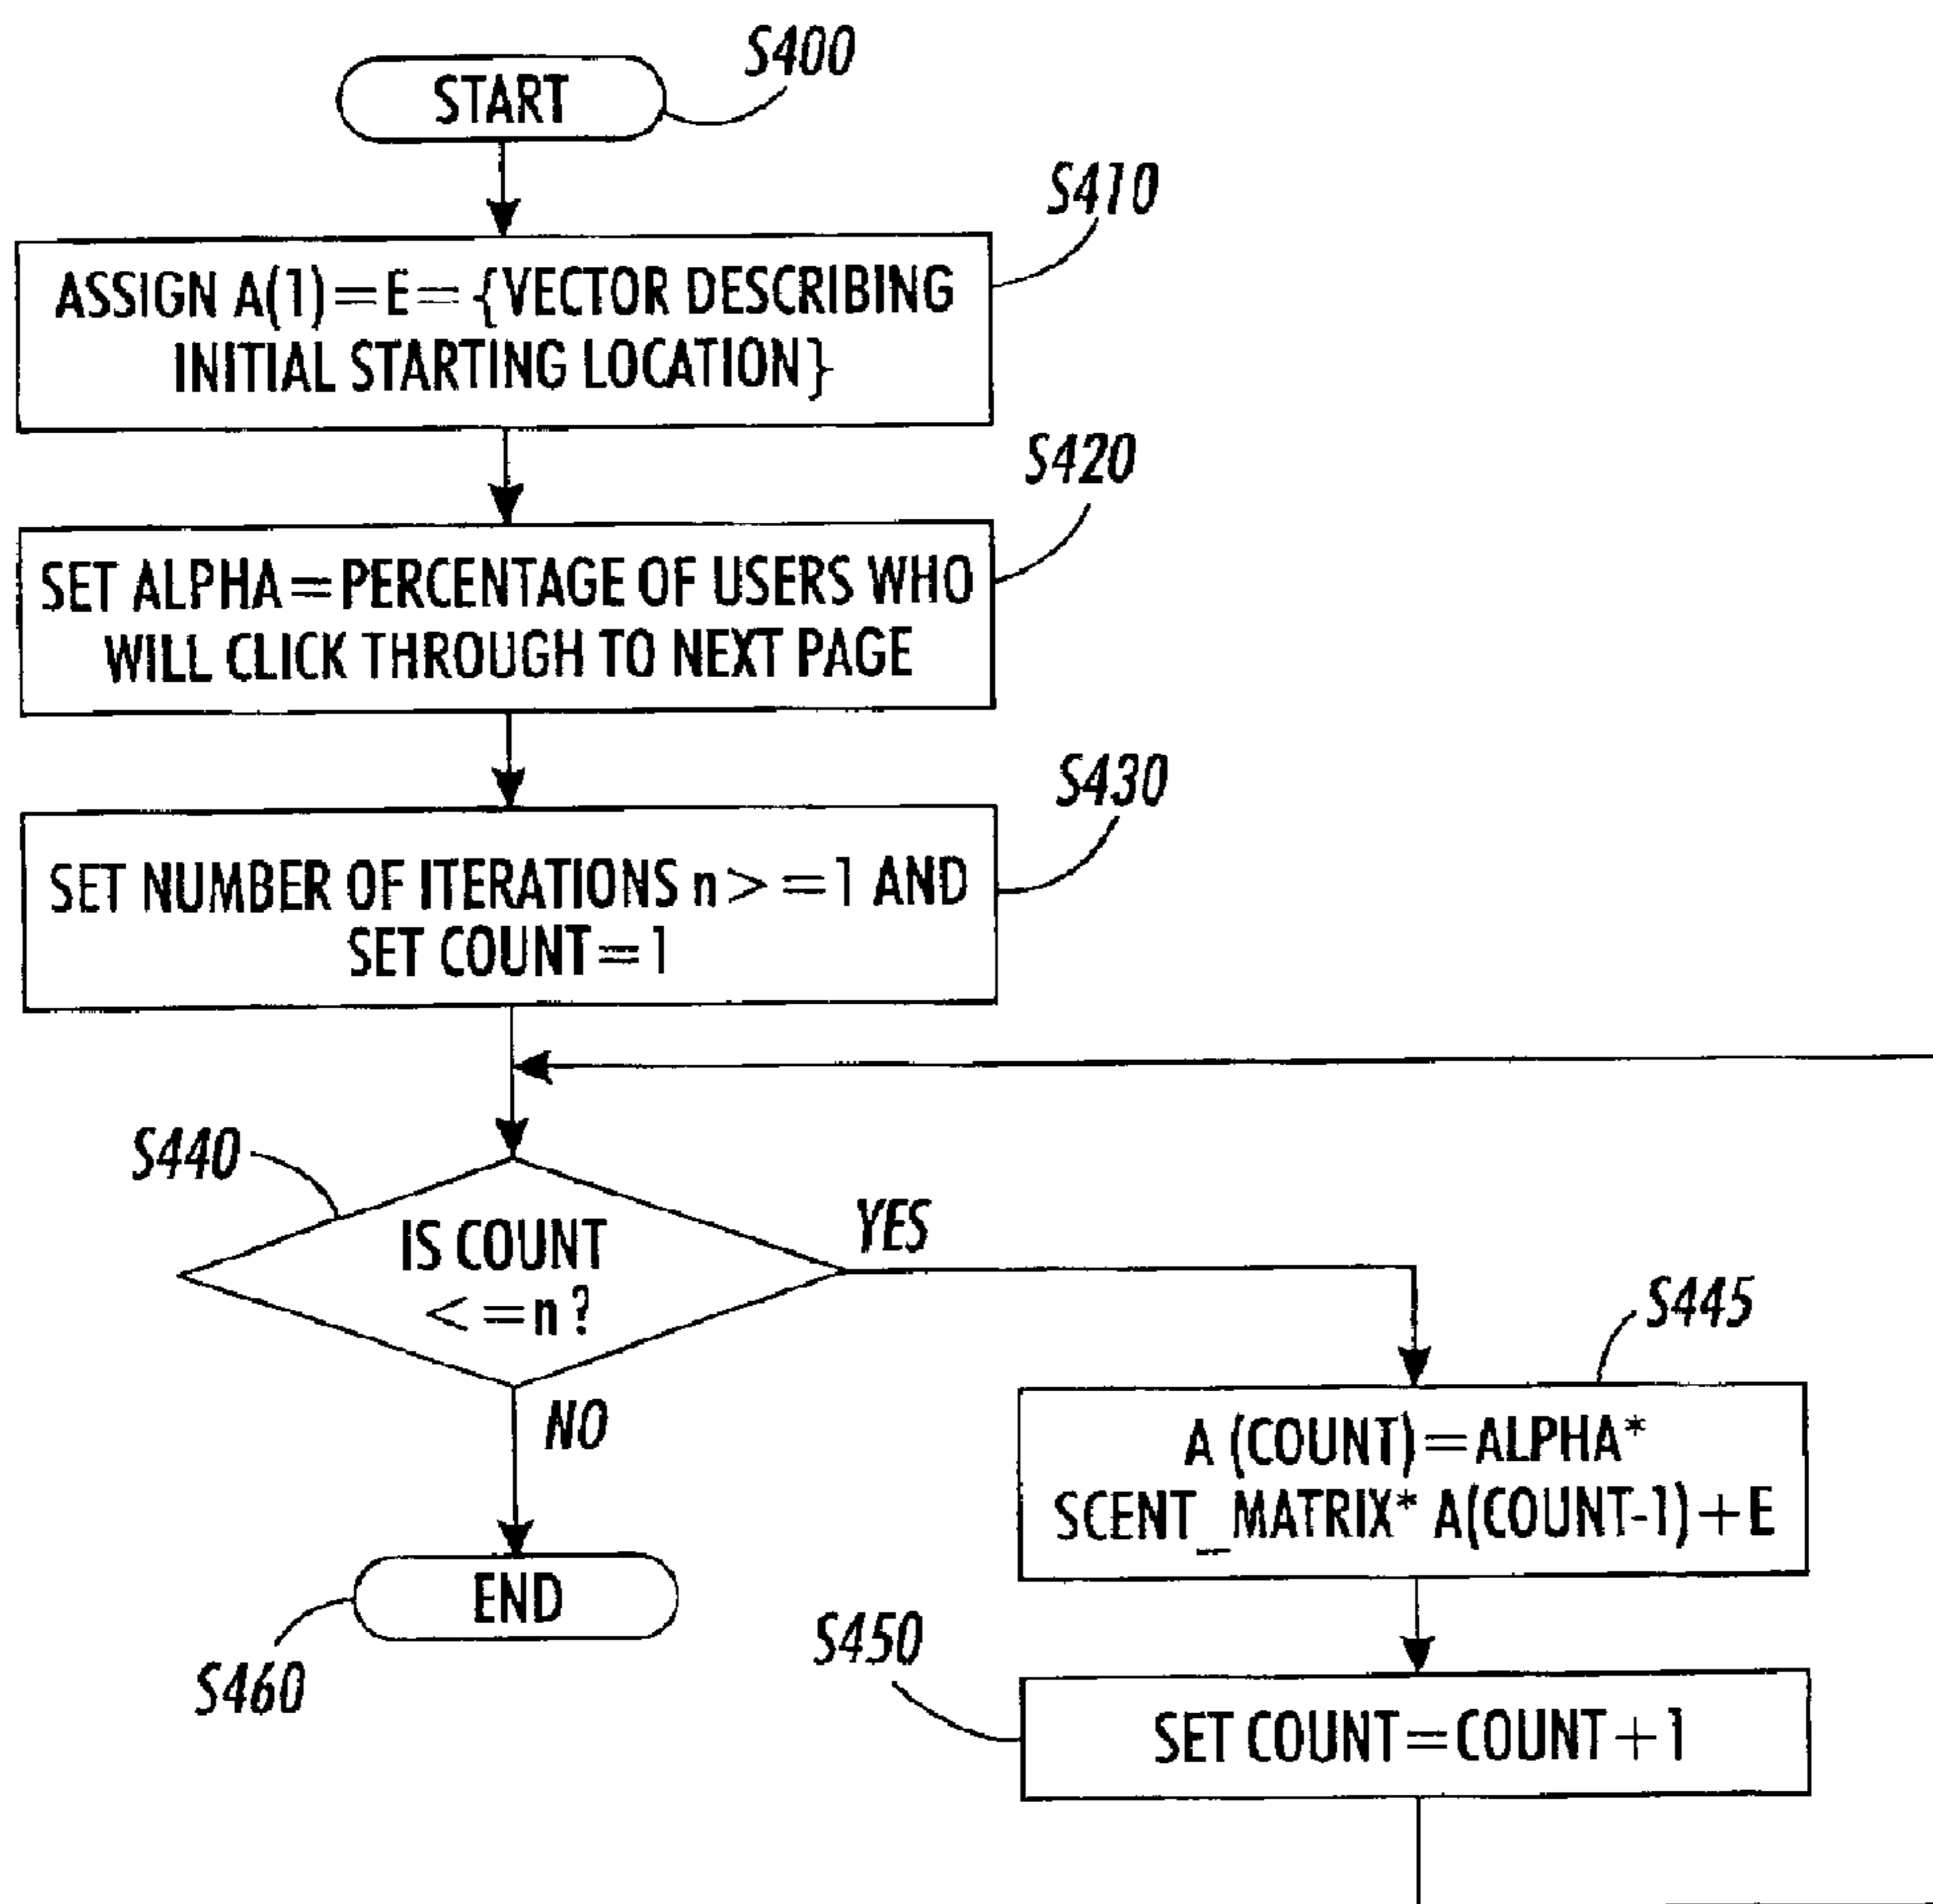 START
S400
S410
ASSIGN A(1)=E={VECTOR DESCRIBING
INITIAL STARTING LOCATION}
S420
SET ALPHA=PERCENTAGE OF USERS WHO
WILL CLICK THROUGH TO NEXT PAGE
S430
SET NUMBER OF ITERATIONS n>=1 AND
SET COUNT=1
S440
IS COUNT
<=n?
YES
NO
S445
A (COUNT)=ALPHA*
SCENT_MATRIX* A(COUNT-1)+E
END
S460
S450
SET COUNT=COUNT+1